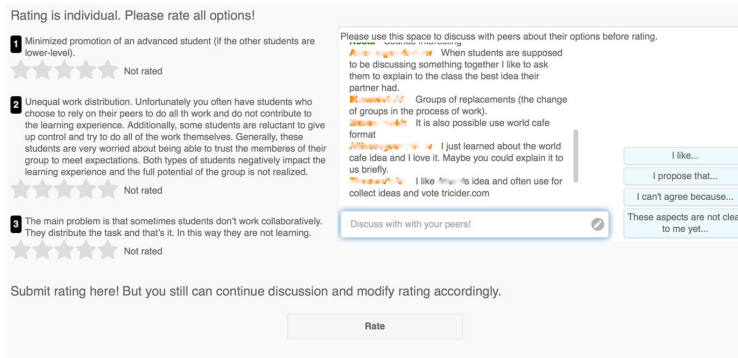 Rating is individual. Please rate all options!
1 Minimized promotion of an advanced student (if the other students are
lower-level).
Not rated
2 Unequal work distribution. Unfortunately you often have students who
choose to rely on their peers to do all th work and do not contribute to
the learning experience. Additionally, some students are reluctant to give
up control and try to do all of the work themselves. Generally, these
students are very worried about being able to trust the memberes of their
group to meet expectations. Both types of students negatively impact the
learning experience and the full potential of the group is not realized.
Not rated
3 The main problem is that sometimes students don't work collaboratively.
They distribute the task and that's it. In this way they are not learning.
Not rated
Please use this space to discuss with peers about their options before rating.
When students are supposed
to be discussing something together I like to ask
them to explain to the class the best idea their
partner had.
Groups of replacements (the change
of groups in the process of work).
It is also possible use world cafe
format
I just learned about the world
cafe idea and I love it. Maybe you could explain it to
us briefly.
I like s idea and often use for
collect ideas and vote tricider.com
Discuss with with your peers!
I like...
I propose that...
I can't agree because...
These aspects are not clea
to me yet...
Submit rating here! But you still can continue discussion and modify rating accordingly.
Rate